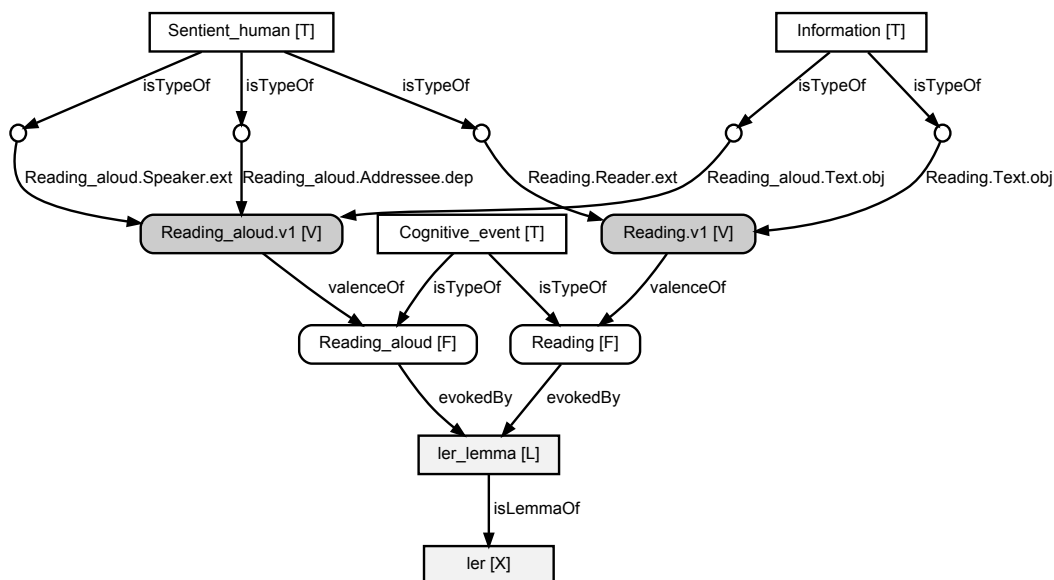 Sentient_human [T]
Information [T]
isTypeOf
isTypeOf
isTypeOf
isTypeOf
isTypeOf
Reading_aloud.Speaker.ext
Reading_aloud.Addressee.dep
Reading.Reader.ext
Reading_aloud.Text.obj
Reading.Text.obj
Reading_aloud.v1 [V]
Cognitive_event [T]
Reading.v1 [V]
valenceOf
isTypeOf
isTypeOf
valenceOf
Reading_aloud [F]
Reading [F]
evokedBy
evokedBy
ler_lemma [L]
isLemmaOf
ler [X]